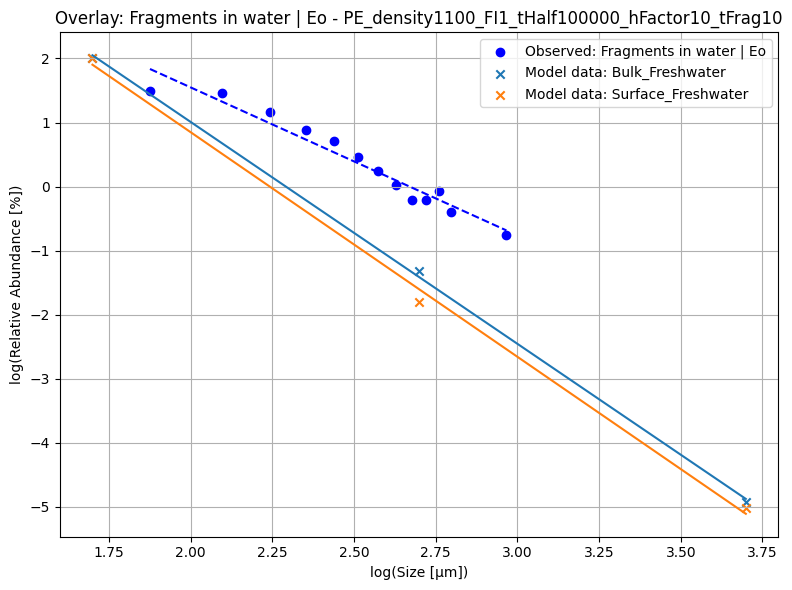 Overlay: Fragments in water | Eo - PE_density1100_FI1_tHalf100000_hFactor10_tFrag10
Observed: Fragments in water | Eo
Model data: Bulk_Freshwater
Model data: Surface_Freshwater
log(Relative Abundance [%])
2
1
0
−1
−2
−3
−4
−5
1.75 2.00 2.25 2.50 2.75 3.00 3.25 3.50 3.75
log(Size [µm])